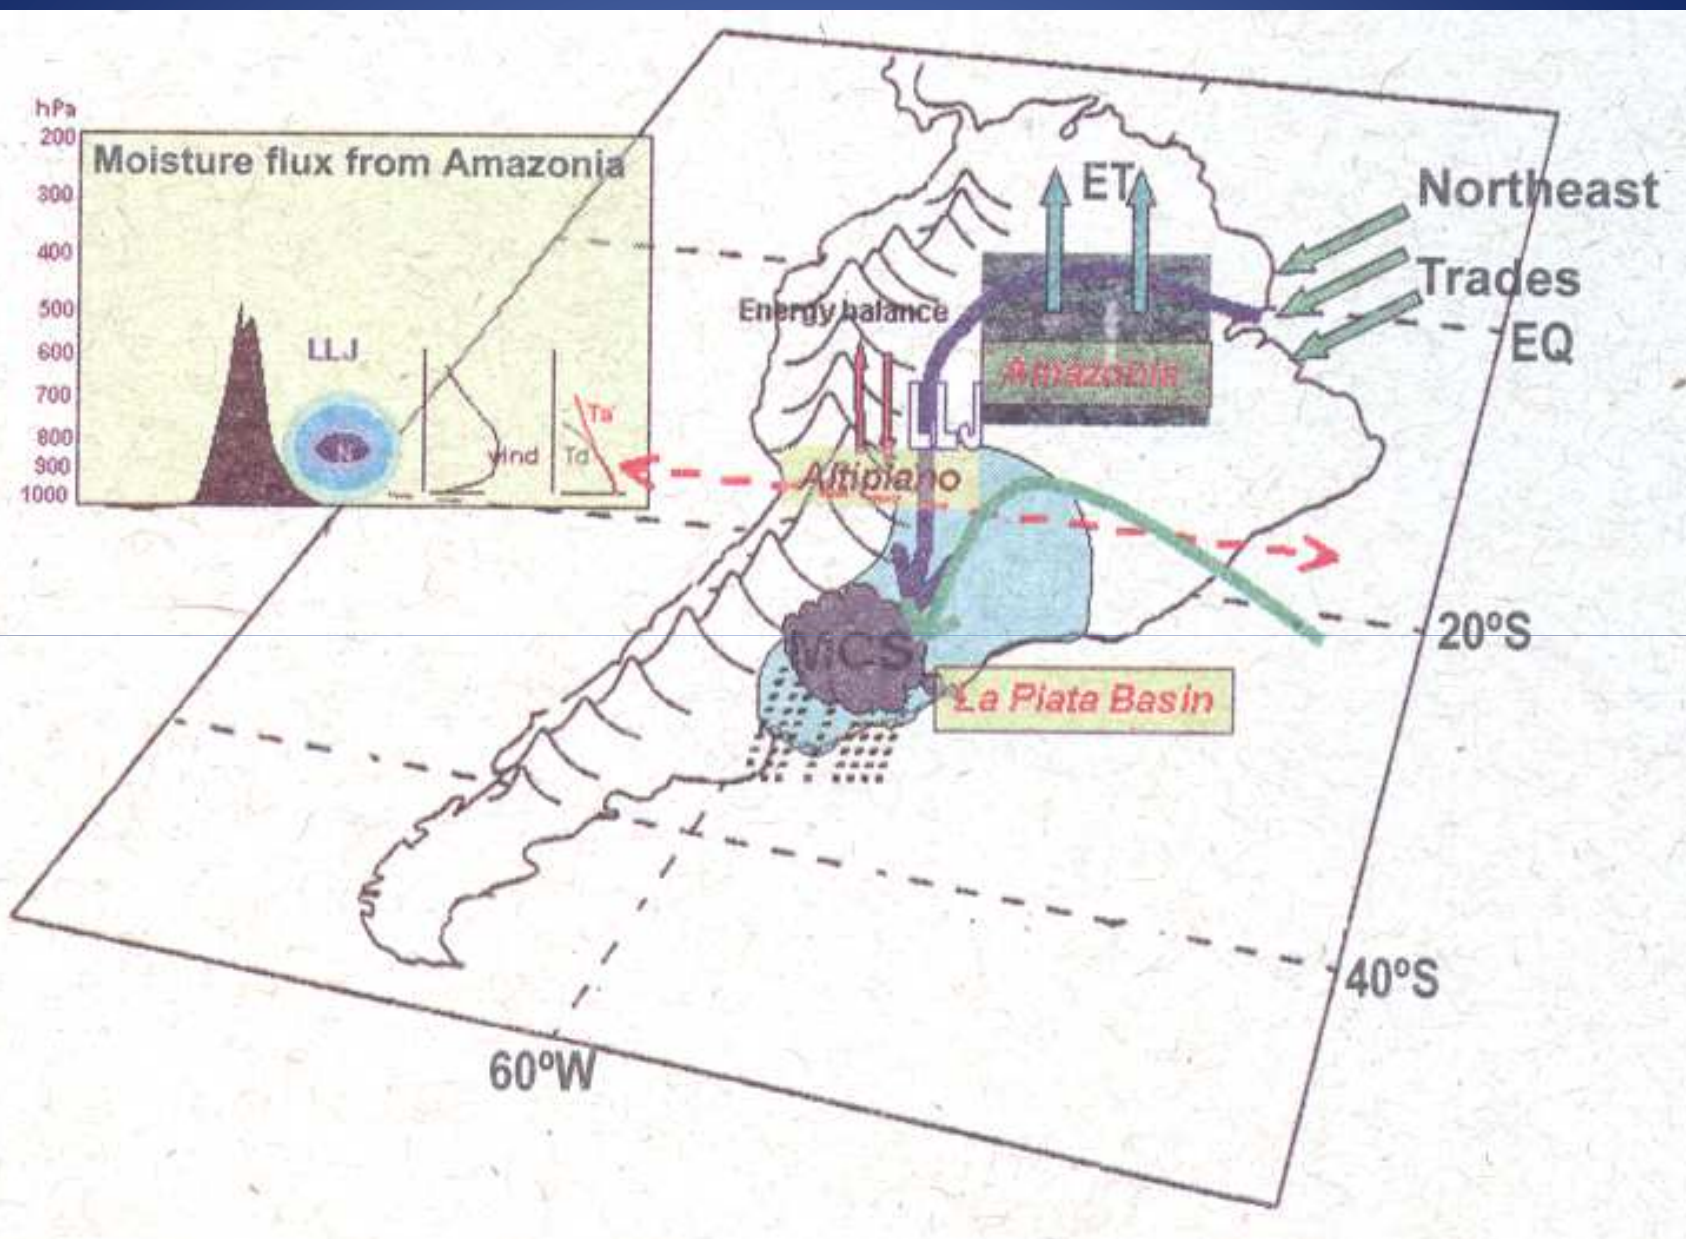 hPa
200
300
400
500
600
700
800
900
1000
Moisture flux from Amazonia
LLJ
N
wind
Ta
Td
ET
Northeast
Trades
EQ
Energy balance
Amazonia
LLJ
Altiplano
MCS
La Plata Basin
20ºS
40ºS
60ºW